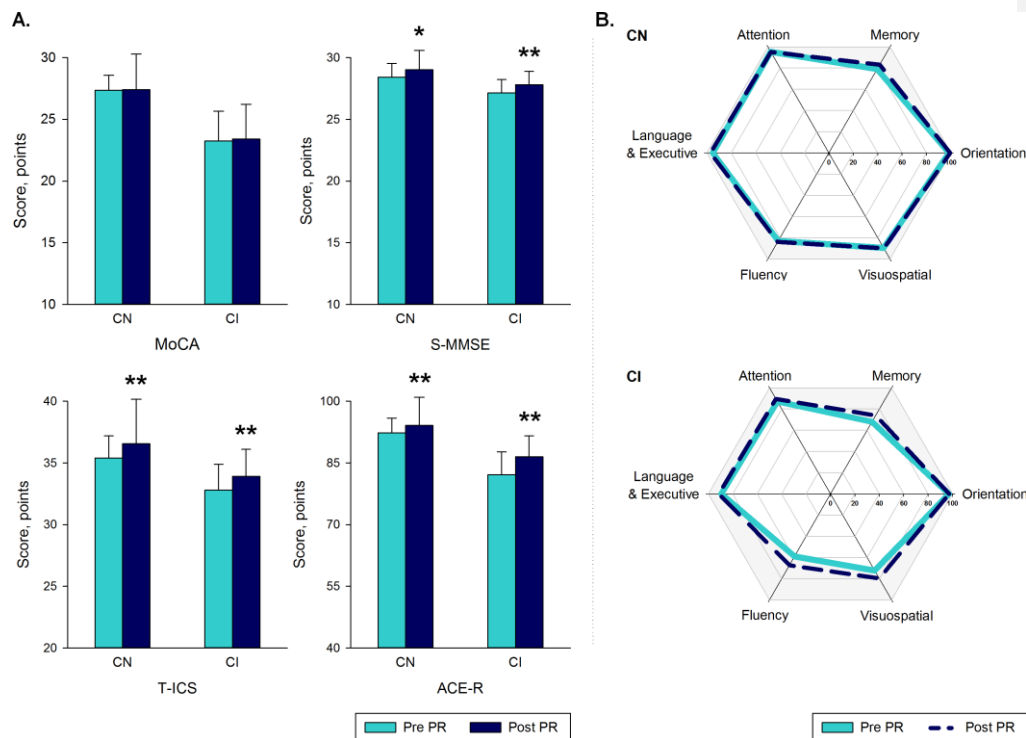 A.
Score, points
30
25
20
15
10
CN
CI
MoCA
Score, points
30
25
20
15
10
*
**
CN
CI
S-MMSE
Score, points
40
35
30
25
20
**
**
CN
CI
T-ICS
Score, points
100
85
70
55
40
**
**
CN
CI
ACE-R
Pre PR
Post PR
B.
CN
Attention
Memory
Language
& Executive
0 20 40 60 80 100
Orientation
Fluency
Visuospatial
CI
Attention
Memory
Language
& Executive
0 20 40 60 80 100
Orientation
Fluency
Visuospatial
Pre PR
Post PR